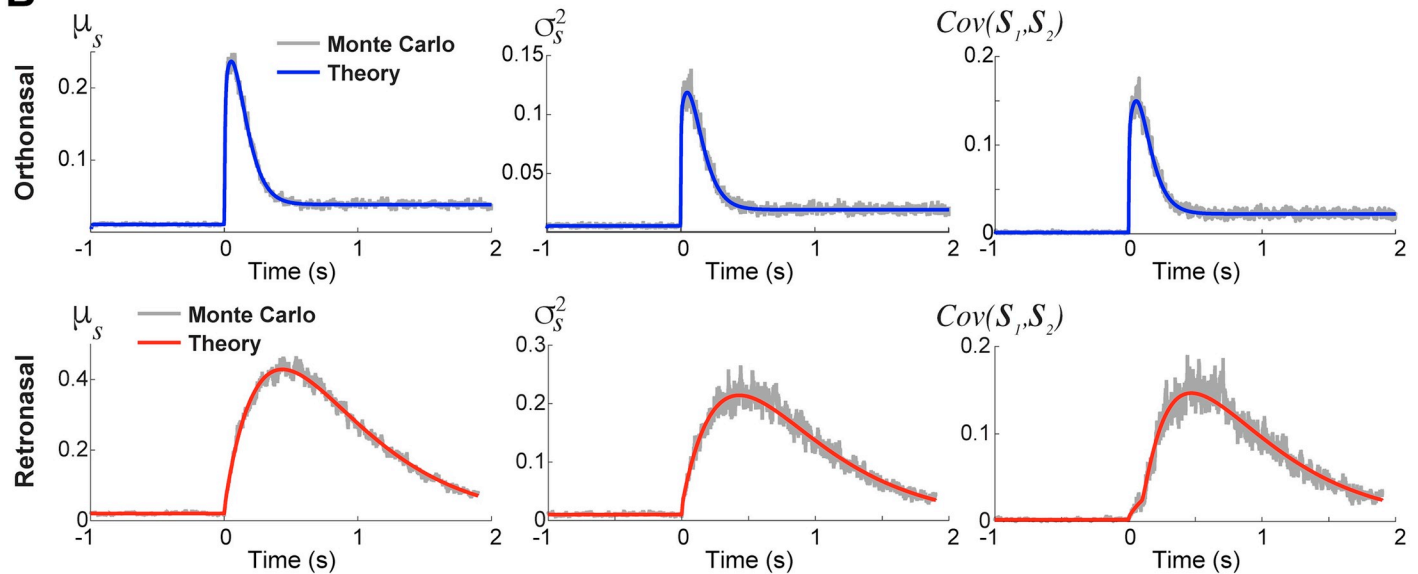 B
Orthonasal
μs
Monte Carlo
Theory
0.2
0.1
-1 0 1 2
Time (s)
σs²
0.15
0.1
0.05
0
-1 0 1 2
Time (s)
Cov(S1,S2)
0.2
0.1
0
-1 0 1 2
Time (s)
Retronasal
μs
Monte Carlo
Theory
0.4
0.2
0
-1 0 1 2
Time (s)
σs²
0.3
0.2
0.1
0
-1 0 1 2
Time (s)
Cov(S1,S2)
0.2
0.1
0
-1 0 1 2
Time (s)